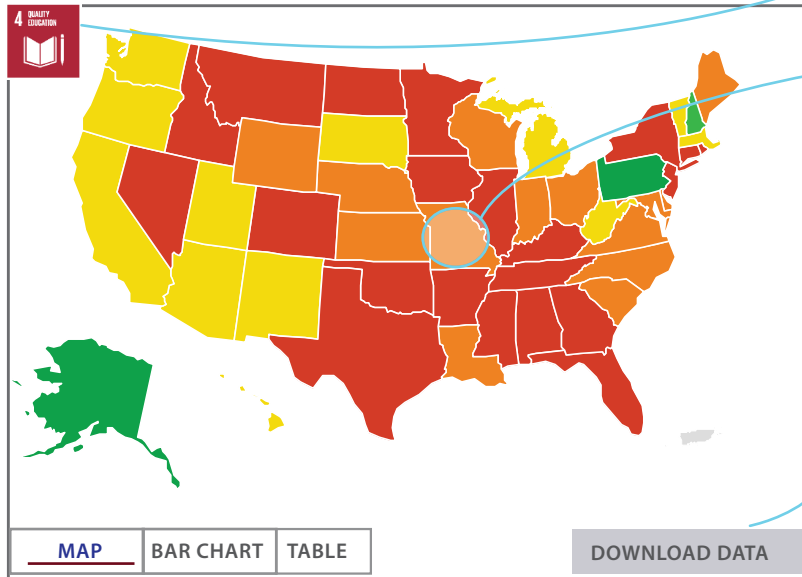 4 QUALITY
EDUCATION
MAP
BAR CHART
TABLE
DOWNLOAD DATA